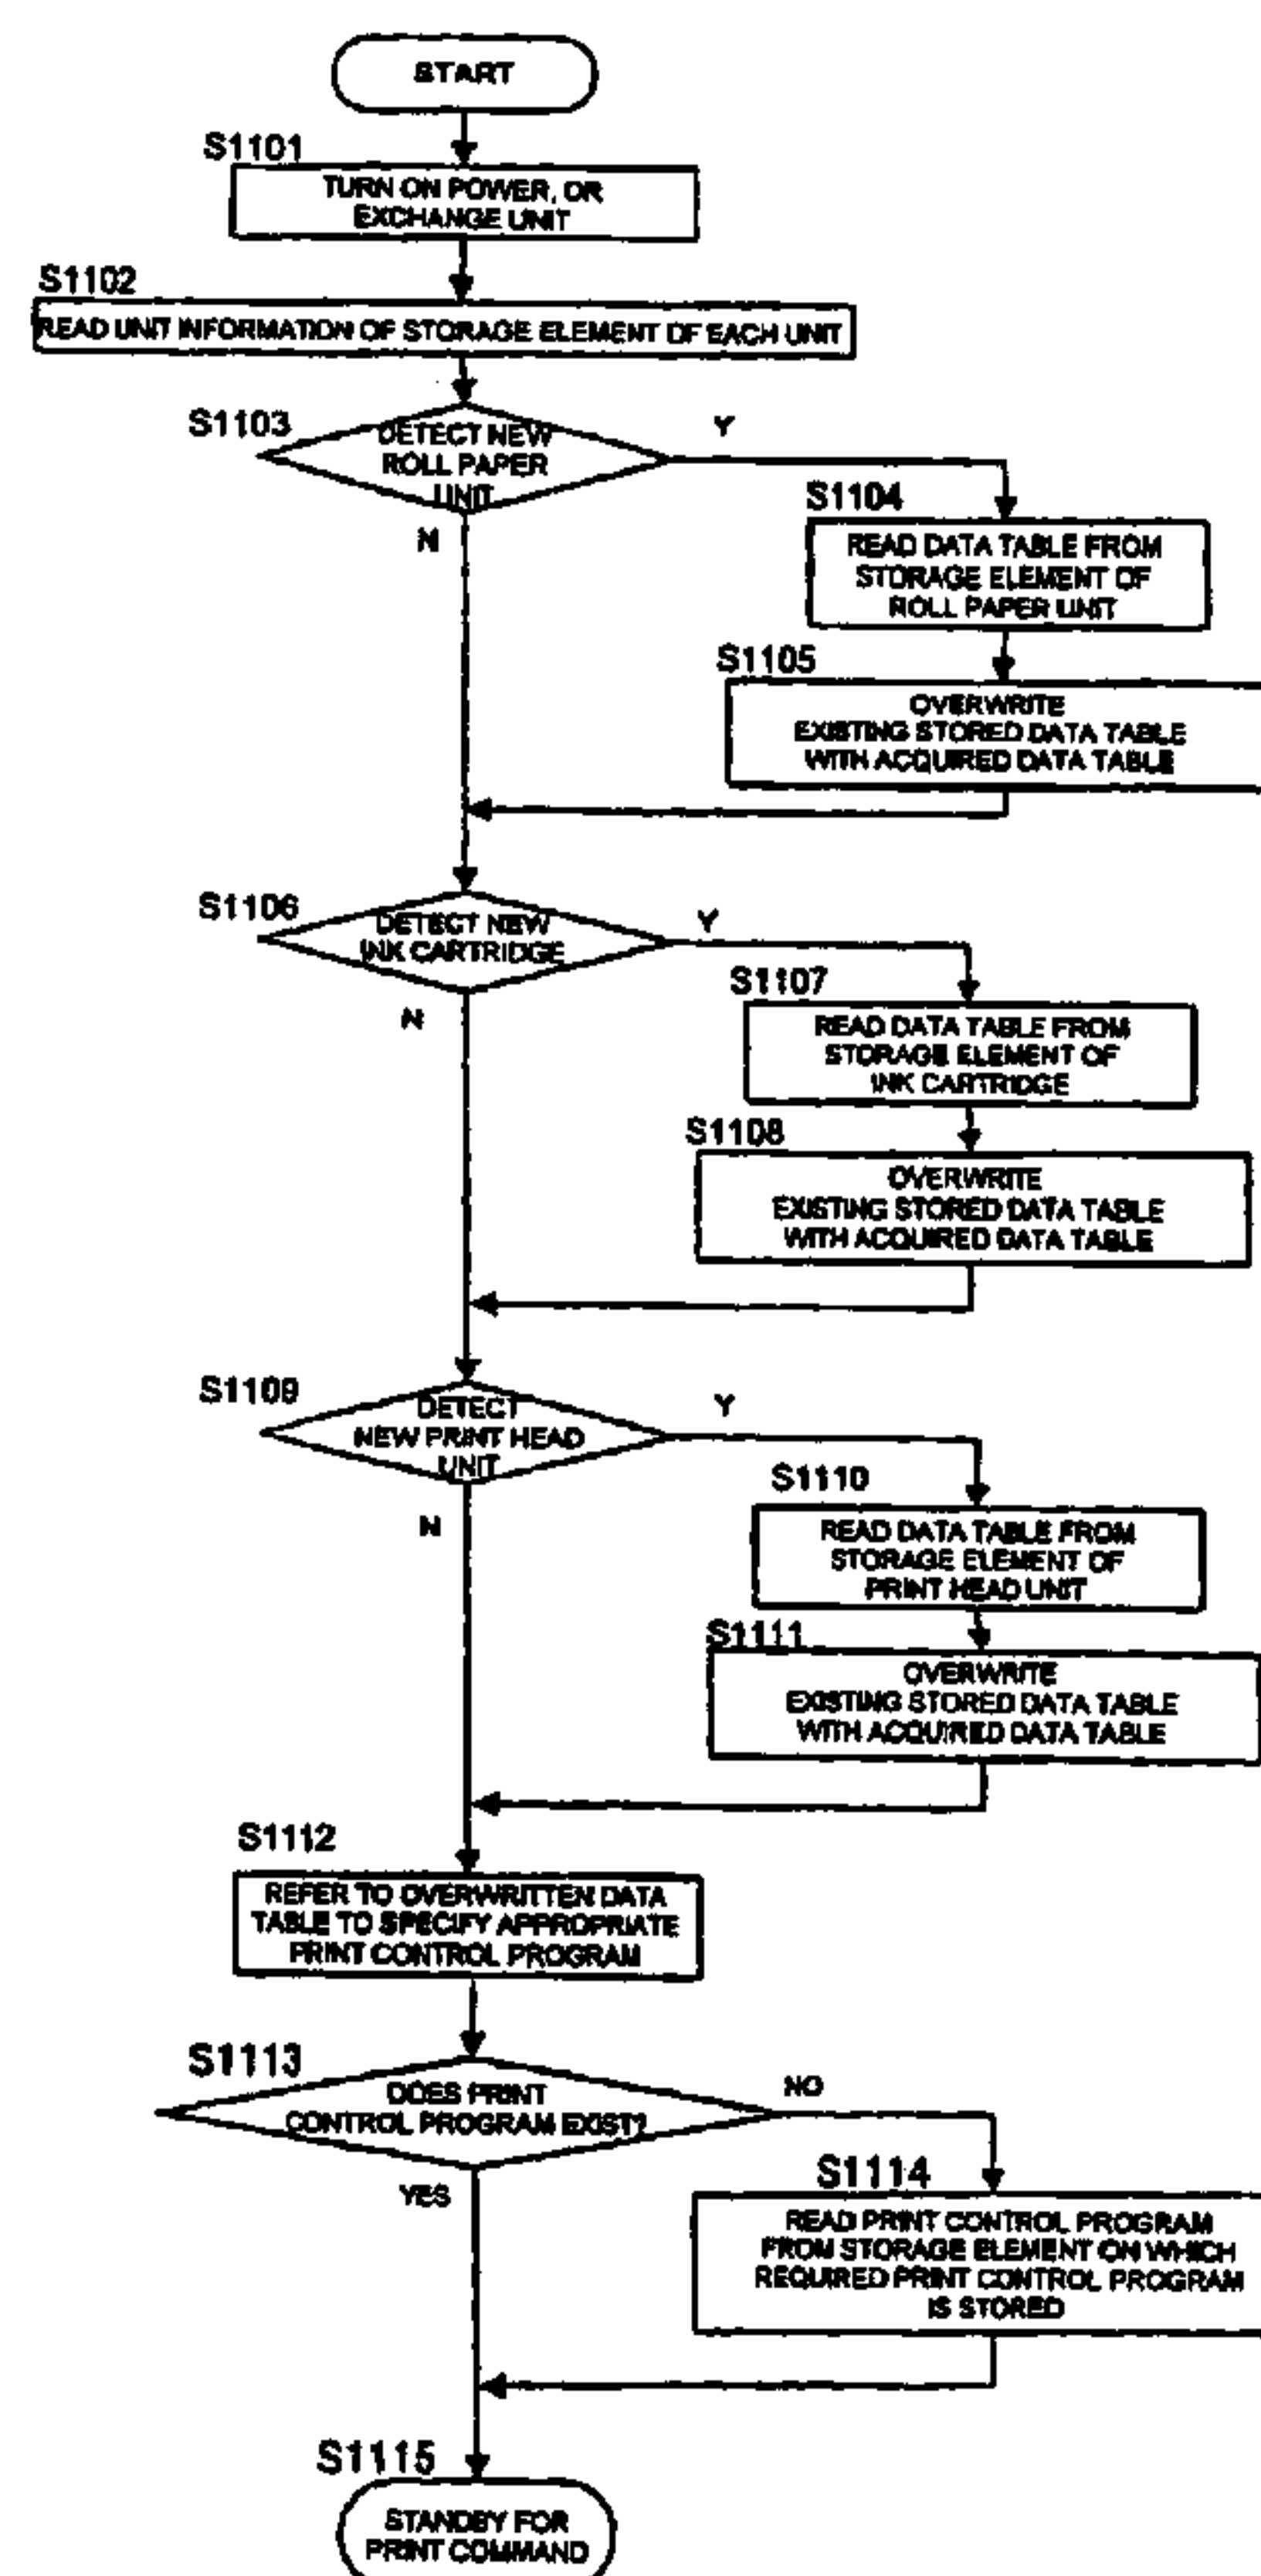 START
S1101
TURN ON POWER, OR
EXCHANGE UNIT
S1102
READ UNIT INFORMATION OF STORAGE ELEMENT OF EACH UNIT
S1103
DETECT NEW
ROLL PAPER
UNIT
Y
N
S1104
READ DATA TABLE FROM
STORAGE ELEMENT OF
ROLL PAPER UNIT
S1105
OVERWRITE
EXISTING STORED DATA TABLE
WITH ACQUIRED DATA TABLE
S1106
DETECT NEW
INK CARTRIDGE
Y
N
S1107
READ DATA TABLE FROM
STORAGE ELEMENT OF
INK CARTRIDGE
S1108
OVERWRITE
EXISTING STORED DATA TABLE
WITH ACQUIRED DATA TABLE
S1109
DETECT
NEW PRINT HEAD
UNIT
Y
N
S1110
READ DATA TABLE FROM
STORAGE ELEMENT OF
PRINT HEAD UNIT
S1111
OVERWRITE
EXISTING STORED DATA TABLE
WITH ACQUIRED DATA TABLE
S1112
REFER TO OVERWRITTEN DATA
TABLE TO SPECIFY APPROPRIATE
PRINT CONTROL PROGRAM
S1113
DOES PRINT
CONTROL PROGRAM EXIST?
NO
YES
S1114
READ PRINT CONTROL PROGRAM
FROM STORAGE ELEMENT ON WHICH
REQUIRED PRINT CONTROL PROGRAM
IS STORED
S1115
STANDBY FOR
PRINT COMMAND